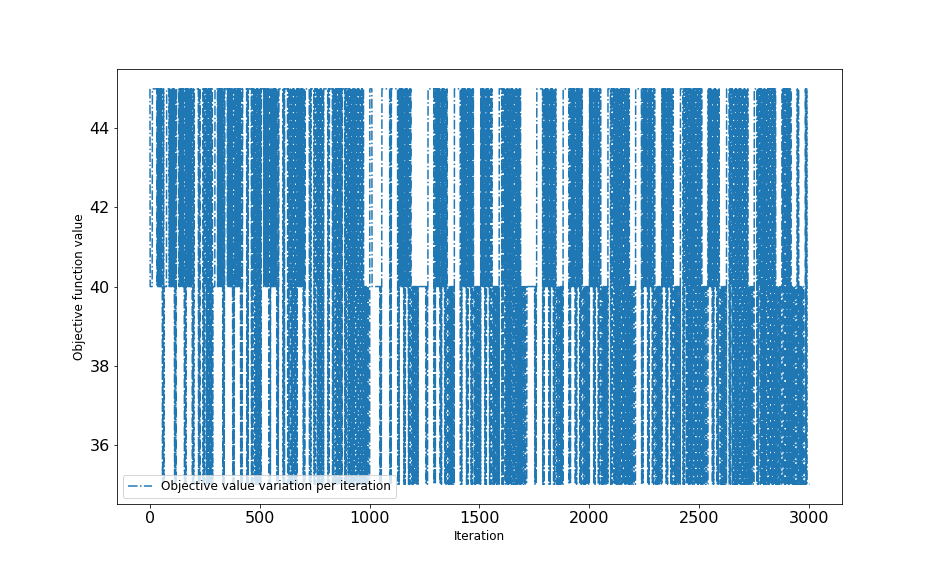 44
42
40
38
36
Objective function value
Objective value variation per iteration
0 500 1000 1500 2000 2500 3000
Iteration